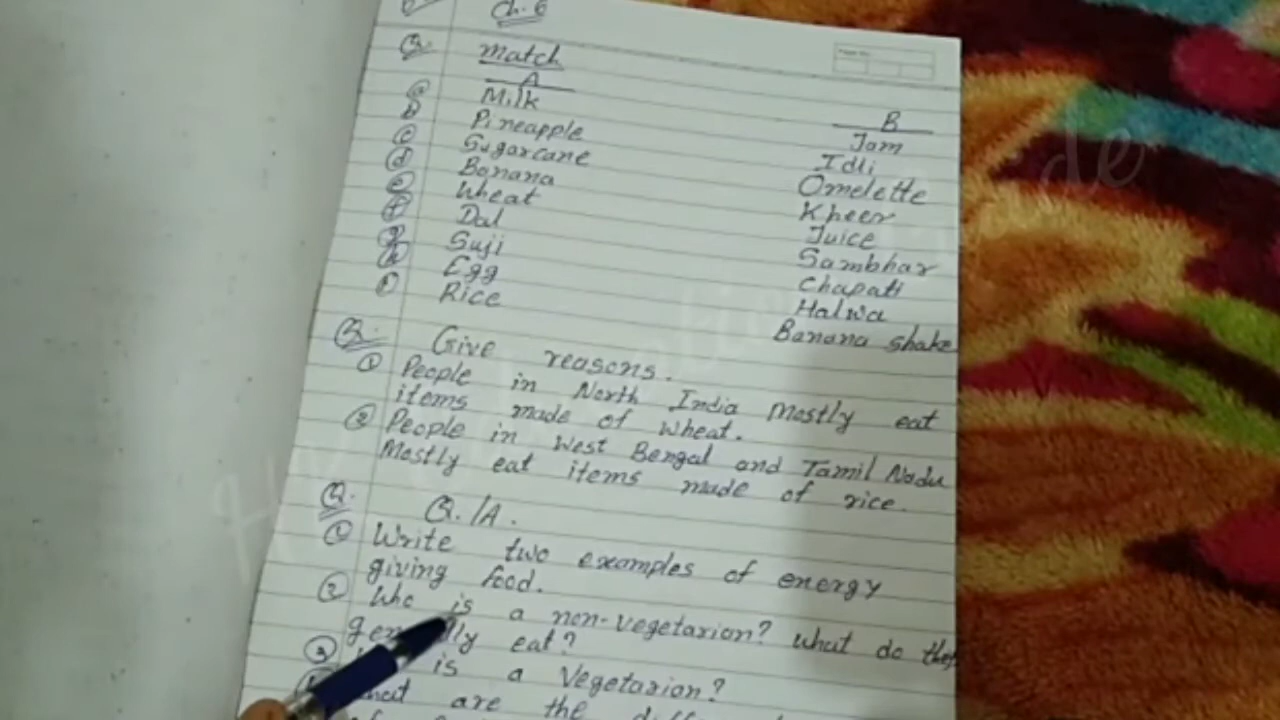 Ch. 6
Q. Match
A B
a Milk Jam
b Pineapple Idli
c Sugarcane Omelette
d Banana Kheer
e Wheat Juice
f Dal Sambhar
g Suji Chapati
h Egg Halwa
i Rice Banana shake
Q. Give reasons.
1 People in North India Mostly eat
items made of wheat.
2 People in West Bengal and Tamil Nadu
Mostly eat items made of rice.
Q. Q./A.
1 Write two examples of energy
giving food.
2 Who is a non-vegetarian? What do they
generally eat?
3 is a Vegetarian?
are the